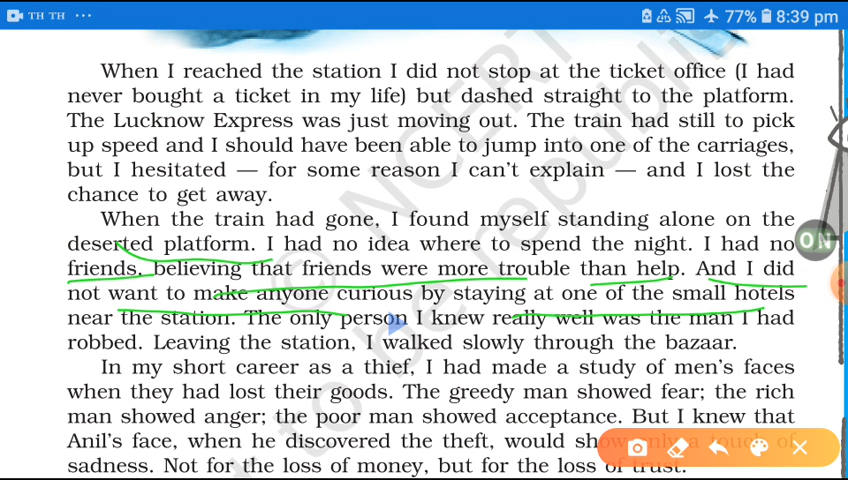 TH TH ... 77% 8:39 pm
When I reached the station I did not stop at the ticket office (I had
never bought a ticket in my life) but dashed straight to the platform.
The Lucknow Express was just moving out. The train had still to pick
up speed and I should have been able to jump into one of the carriages,
but I hesitated — for some reason I can't explain — and I lost the
chance to get away.
When the train had gone, I found myself standing alone on the
deserted platform. I had no idea where to spend the night. I had no
friends, believing that friends were more trouble than help. And I did
not want to make anyone curious by staying at one of the small hotels
near the station. The only person I knew really well was the man I had
robbed. Leaving the station, I walked slowly through the bazaar.
In my short career as a thief, I had made a study of men's faces
when they had lost their goods. The greedy man showed fear; the rich
man showed anger; the poor man showed acceptance. But I knew that
Anil's face, when he discovered the theft, would show only a touch of
sadness. Not for the loss of money, but for the loss of trust.
ON
© NCERT
not to be republished